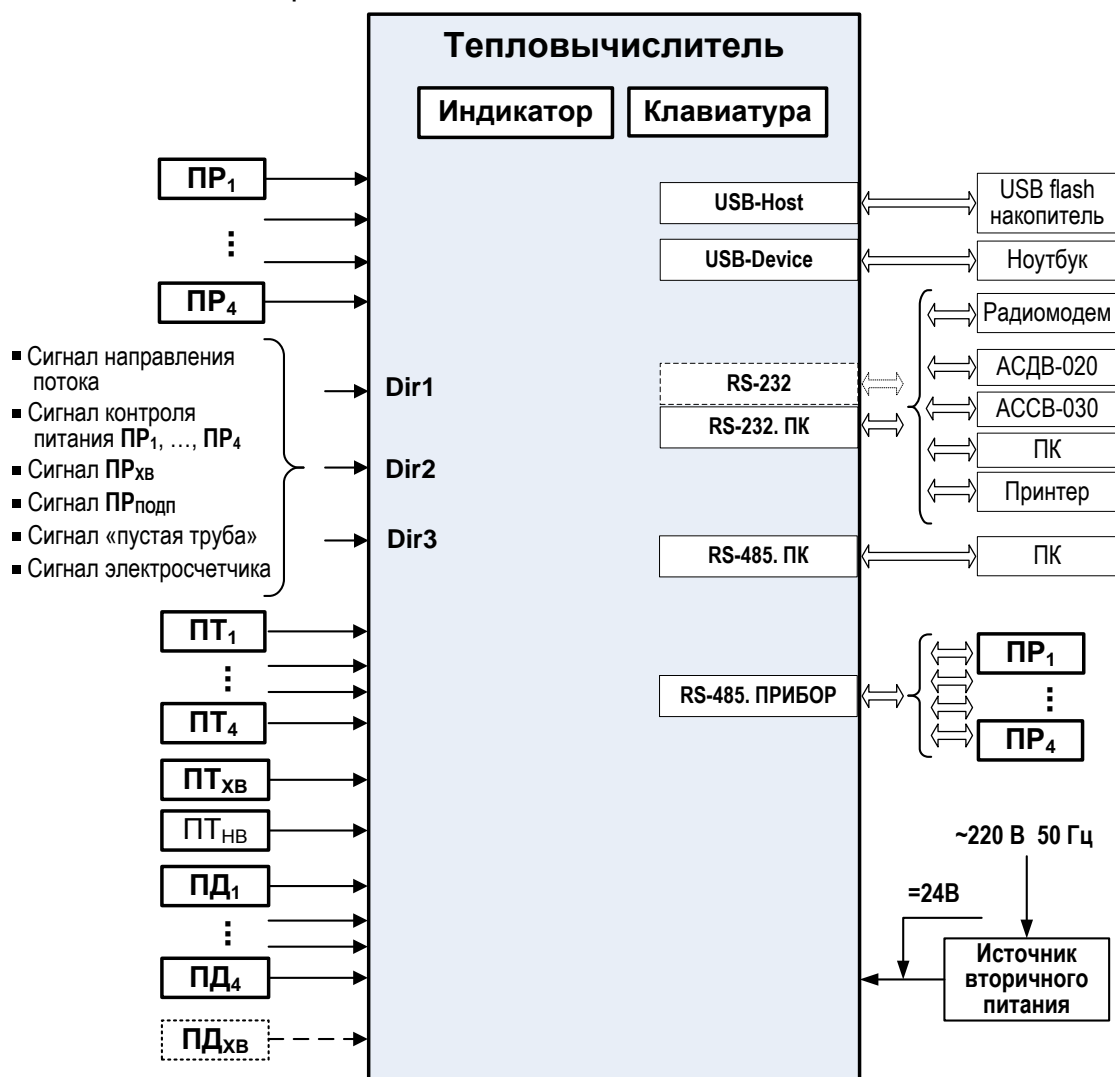 Тепловычислитель
Индикатор
Клавиатура
ПР1
ПР4
▪ Сигнал направления
потока
▪ Сигнал контроля
питания ПР1, …, ПР4
▪ Сигнал ПРХВ
▪ Сигнал ПРПОДП
▪ Сигнал «пустая труба»
▪ Сигнал электросчетчика
Dir1
Dir2
Dir3
ПТ1
ПТ4
ПТХВ
ПТНВ
ПД1
ПД4
ПДХВ
USB-Host
USB-Device
RS-232
RS-232. ПК
RS-485. ПК
RS-485. ПРИБОР
USB flash
накопитель
Ноутбук
Радиомодем
АСДВ-020
АССВ-030
ПК
Принтер
ПК
ПР1
ПР4
~220 В 50 Гц
=24В
Источник
вторичного
питания